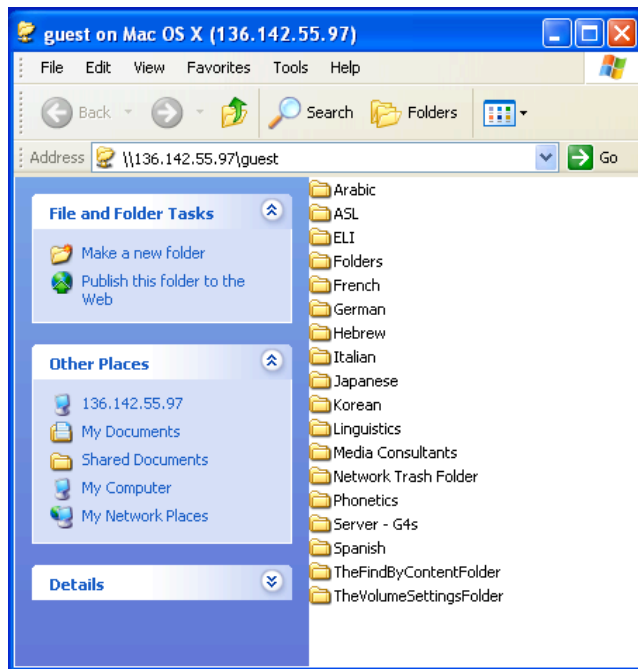 guest on Mac OS X (136.142.55.97)
File Edit View Favorites Tools Help
Back Search Folders
Address \\136.142.55.97\guest Go
File and Folder Tasks
Make a new folder
Publish this folder to the
Web
Other Places
136.142.55.97
My Documents
Shared Documents
My Computer
My Network Places
Details
Arabic
ASL
ELI
Folders
French
German
Hebrew
Italian
Japanese
Korean
Linguistics
Media Consultants
Network Trash Folder
Phonetics
Server - G4s
Spanish
TheFindByContentFolder
TheVolumeSettingsFolder